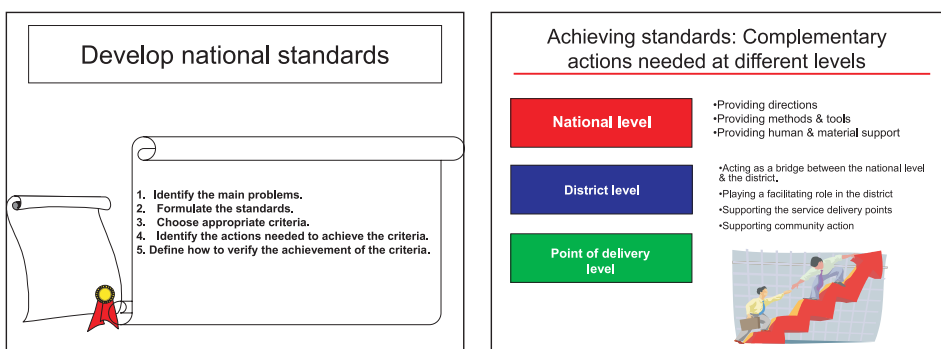 Develop national standards
1. Identify the main problems.
2. Formulate the standards.
3. Choose appropriate criteria.
4. Identify the actions needed to achieve the criteria.
5. Define how to verify the achievement of the criteria.
Achieving standards: Complementary
actions needed at different levels
National level
•Providing directions
•Providing methods & tools
•Providing human & material support
District level
•Acting as a bridge between the national level
& the district.
•Playing a facilitating role in the district
•Supporting the service delivery points
•Supporting community action
Point of delivery
level